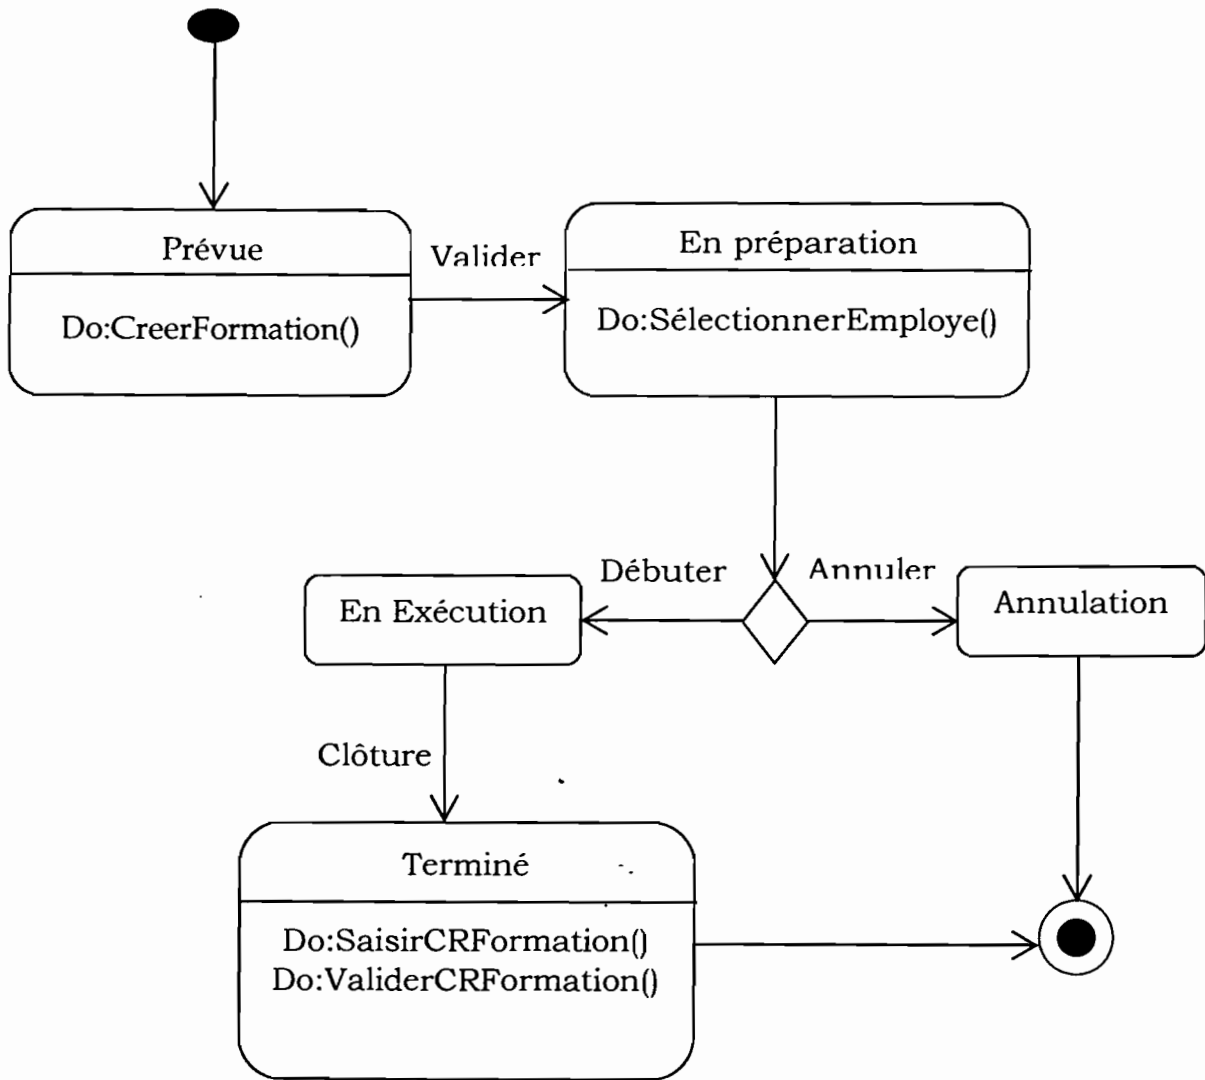 Prévue
Do:CreerFormation()
Valider
En préparation
Do:SélectionnerEmploye()
Débuter
Annuler
En Exécution
Annulation
Clôture
Terminé
Do:SaisirCRFormation()
Do:ValiderCRFormation()